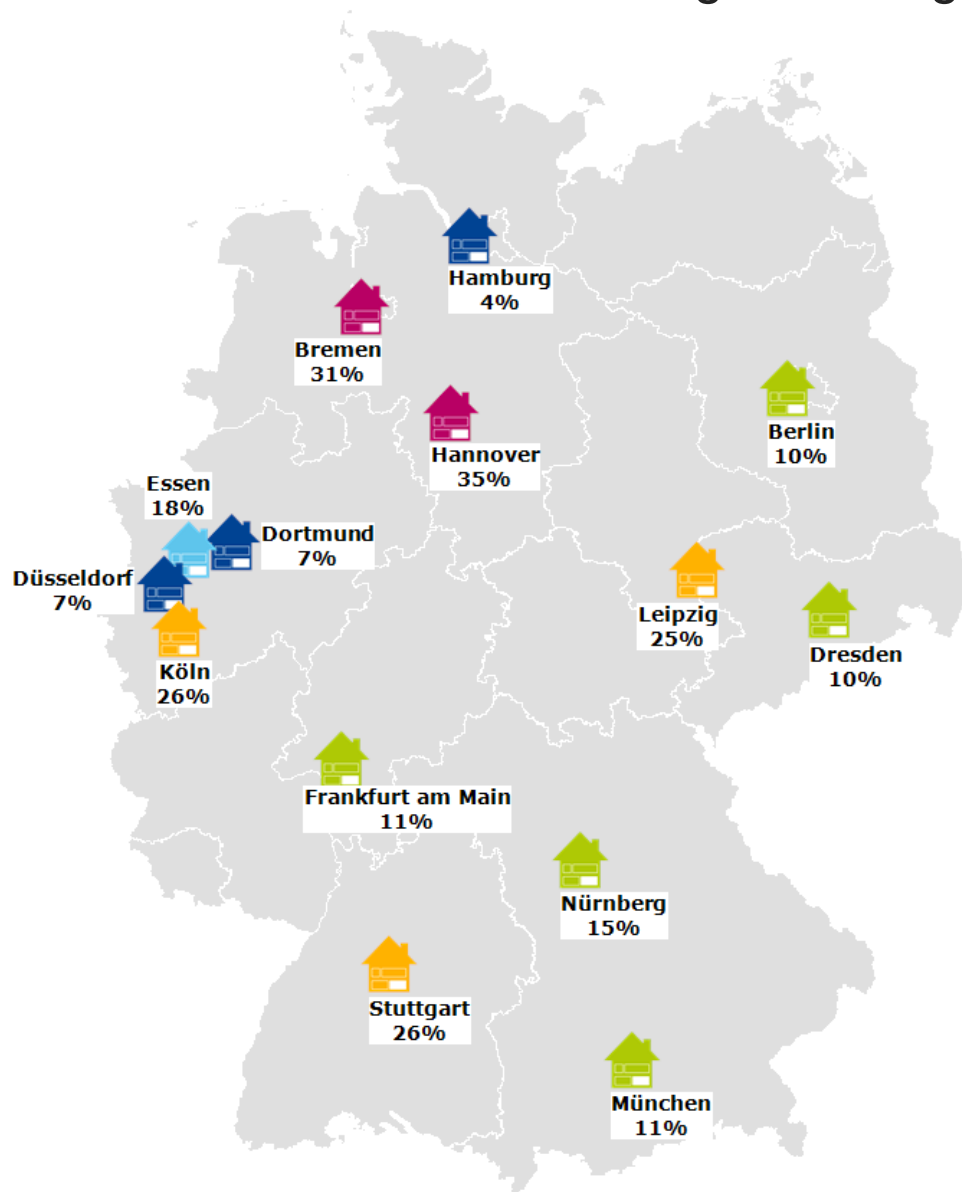 Hamburg
4%
Bremen
31%
Berlin
10%
Hannover
35%
Essen
18%
Dortmund
7%
Düsseldorf
7%
Leipzig
25%
Köln
26%
Dresden
10%
Frankfurt am Main
11%
Nürnberg
15%
Stuttgart
26%
München
11%